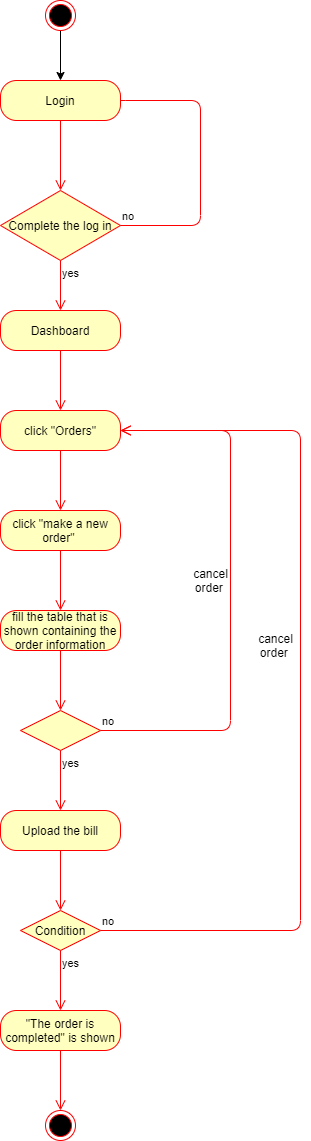 Login
Complete the log in
no
yes
Dashboard
click "Orders"
click "make a new
order"
cancel
order
fill the table that is
shown containing the
order information
cancel
order
no
yes
Upload the bill
Condition
no
yes
"The order is
completed" is shown